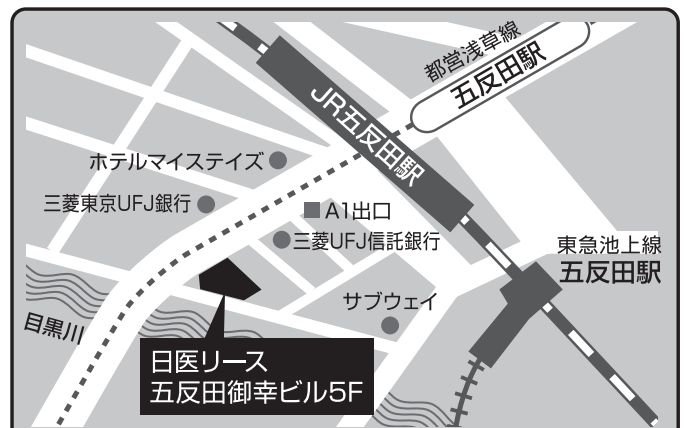 都営浅草線
五反田駅
JR五反田駅
ホテルマイステイズ
三菱東京UFJ銀行
A1出口
三菱UFJ信託銀行
東急池上線
五反田駅
サブウェイ
目黒川
日医リース
五反田御幸ビル5F